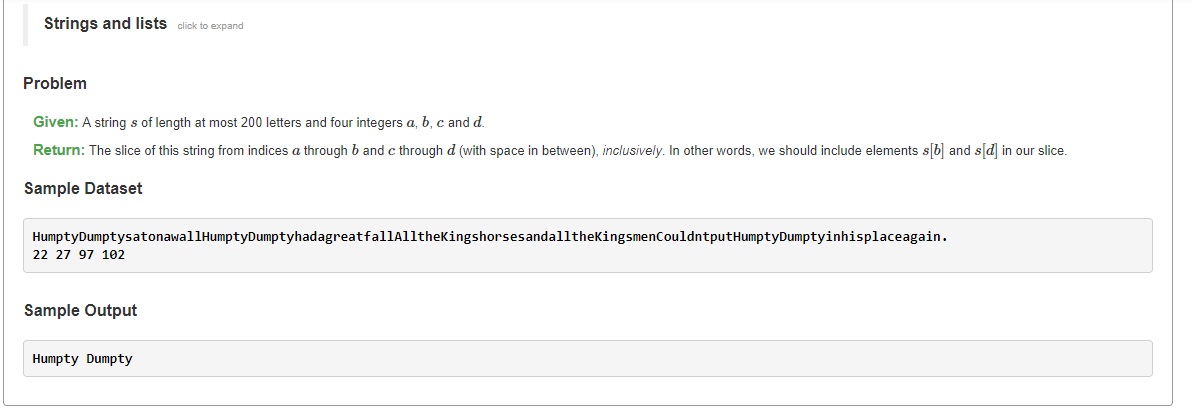 Strings and lists click to expand
Problem
Given: A string s of length at most 200 letters and four integers a, b, c and d.
Return: The slice of this string from indices a through b and c through d (with space in between), inclusively. In other words, we should include elements s[b] and s[d] in our slice.
Sample Dataset
HumptyDumptysatonawallHumptyDumptyhadagreatfallAlltheKingshorsesandalltheKingsmenCouldntputHumptyDumptyinhisplaceagain.
22 27 97 102
Sample Output
Humpty Dumpty